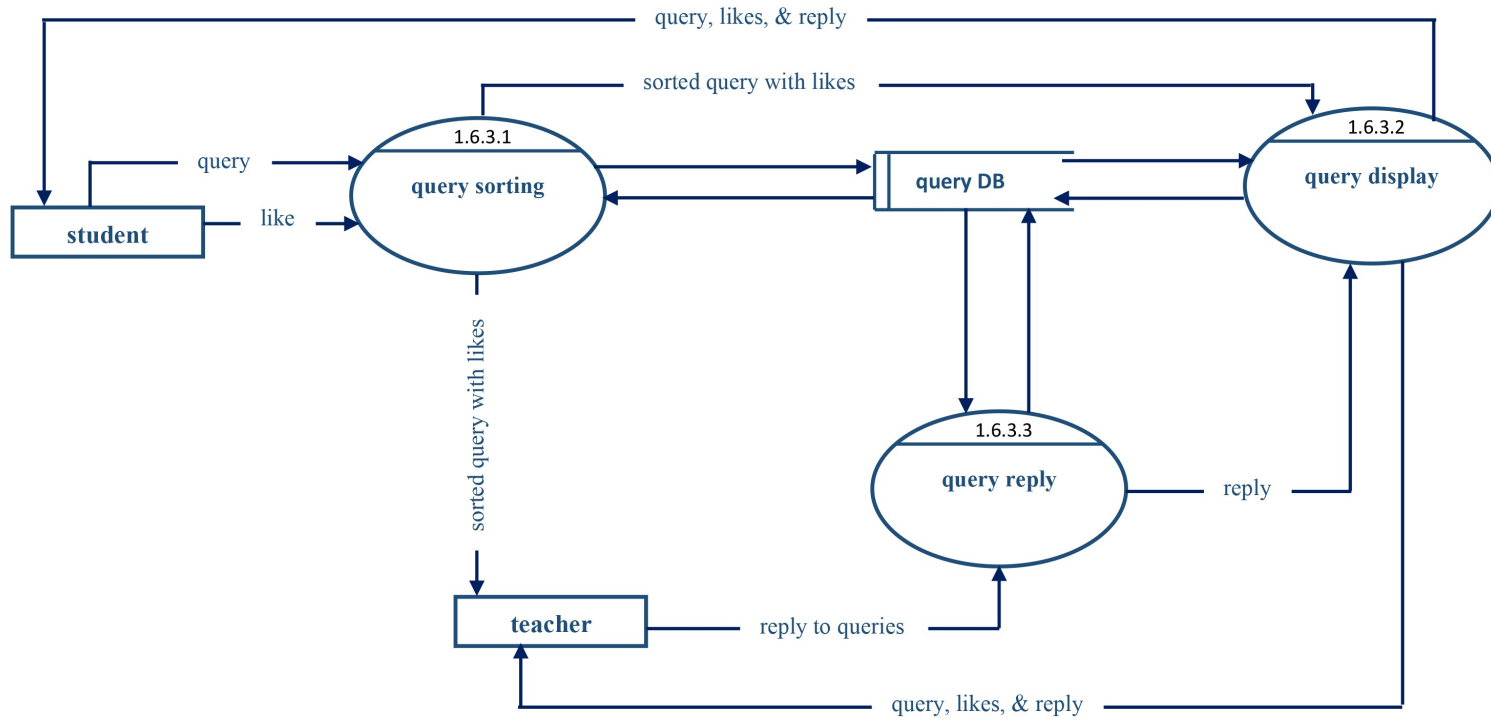 query, likes, & reply
sorted query with likes
1.6.3.1
1.6.3.2
query
query sorting
query DB
query display
like
student
sorted query with likes
1.6.3.3
query reply
reply
teacher
reply to queries
query, likes, & reply